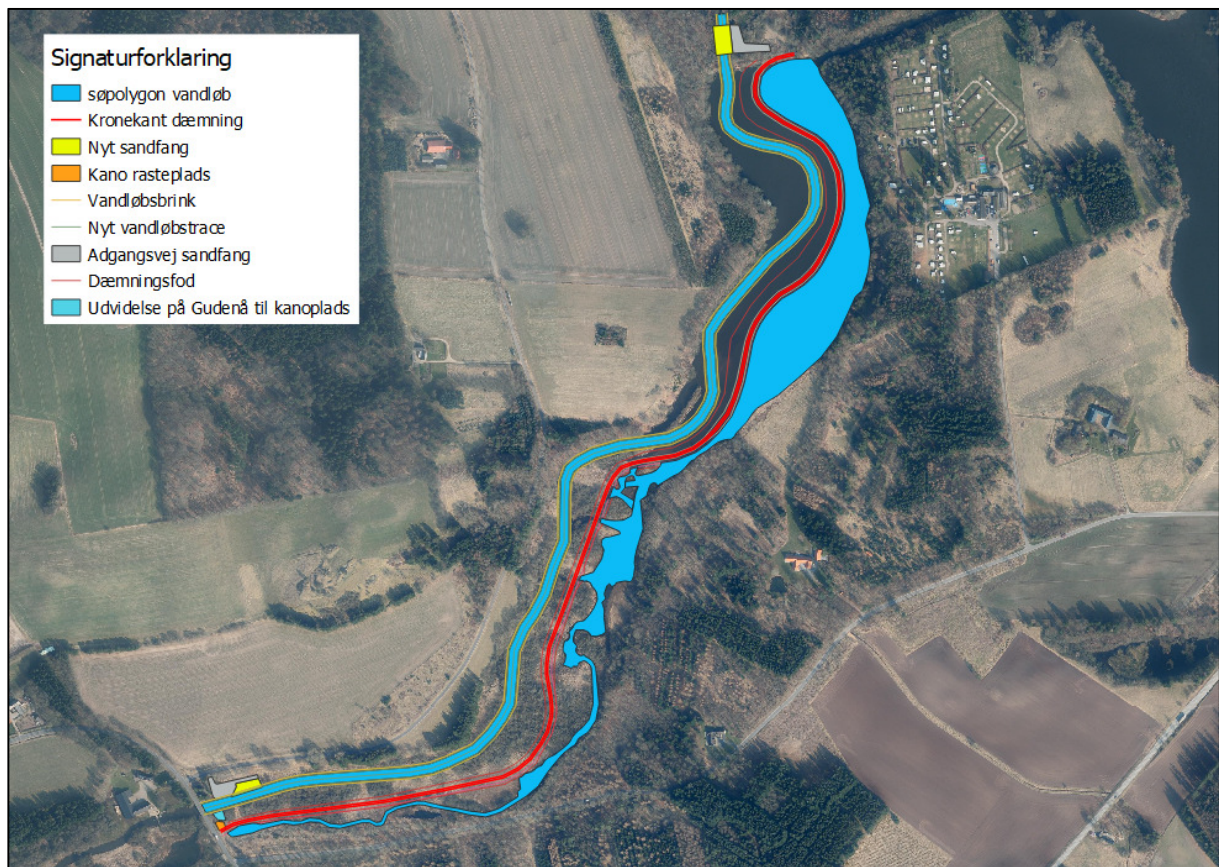 Signaturforklaring
søpolygon vandløb
Kronekant dæmning
Nyt sandfang
Kano rasteplads
Vandløbsbrink
Nyt vandløbstrace
Adgangsvej sandfang
Dæmningsfod
Udvidelse på Gudenå til kanoplads